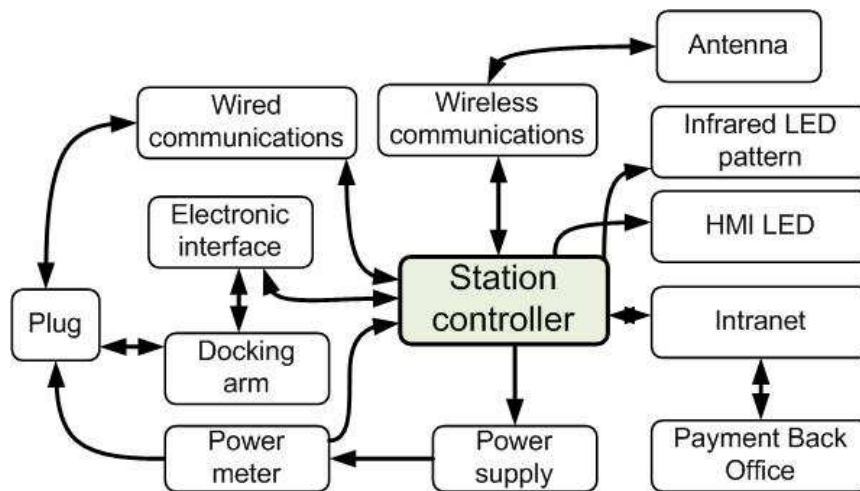 Antenna
Wired
communications
Wireless
communications
Infrared LED
pattern
Electronic
interface
HMI LED
Station
controller
Plug
Docking
arm
Intranet
Power
meter
Power
supply
Payment Back
Office